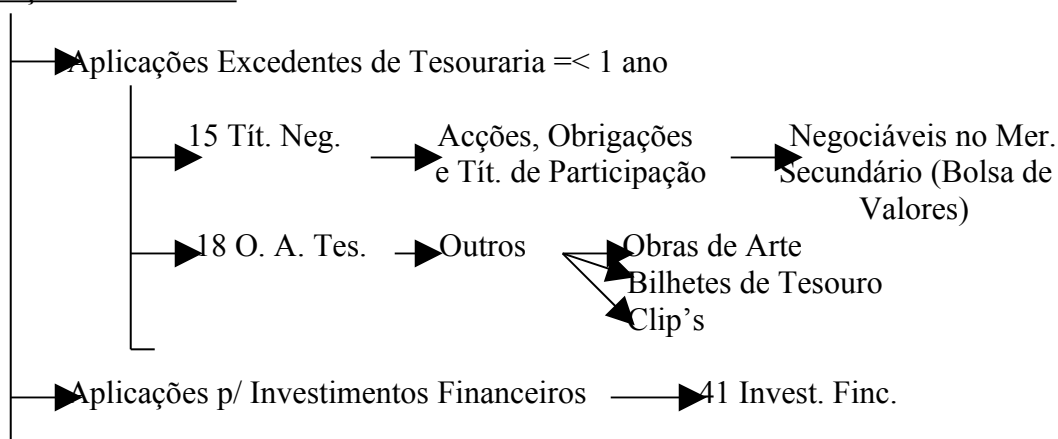 Aplicações Excedentes de Tesouraria =< 1 ano
15 Tít. Neg. Acções, Obrigações Negociáveis no Mer.
e Tít. de Participação Secundário (Bolsa de
Valores)
18 O. A. Tes. Outros Obras de Arte
Bilhetes de Tesouro
Clip’s
Aplicações p/ Investimentos Financeiros 41 Invest. Finc.